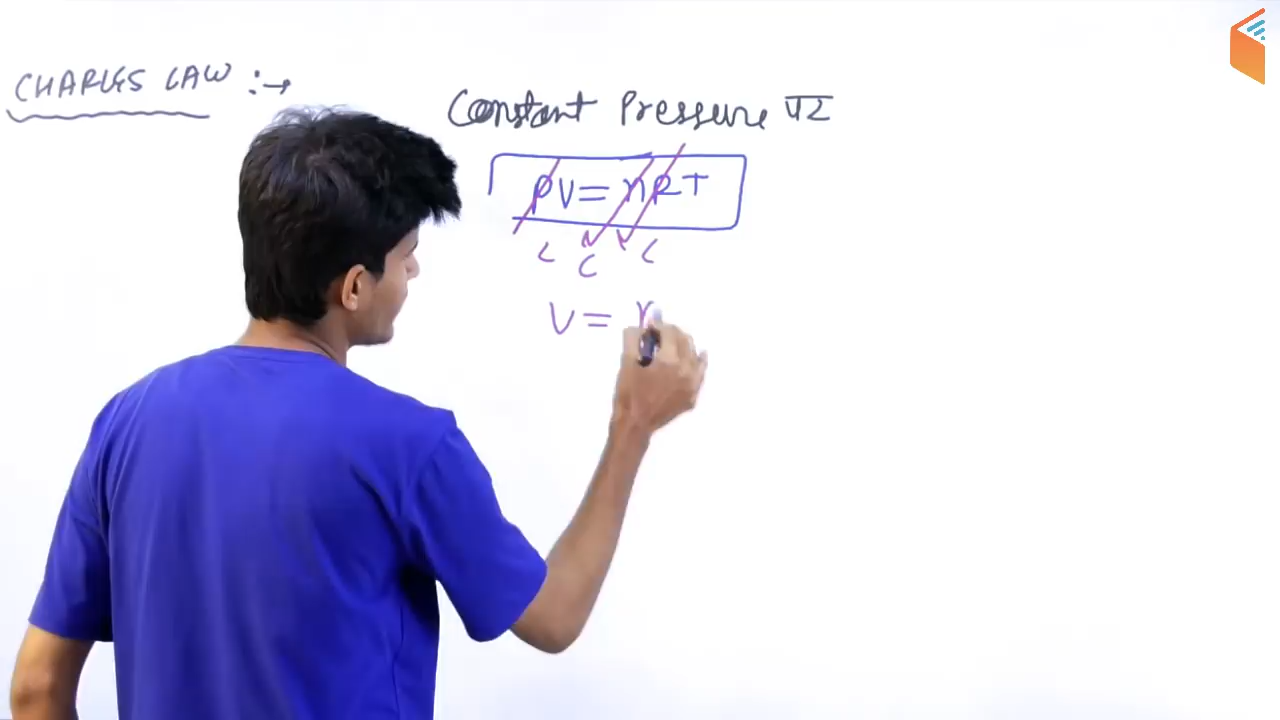 CHARLES LAW :→
Constant Pressure
PV = nRT
C C C
V = n